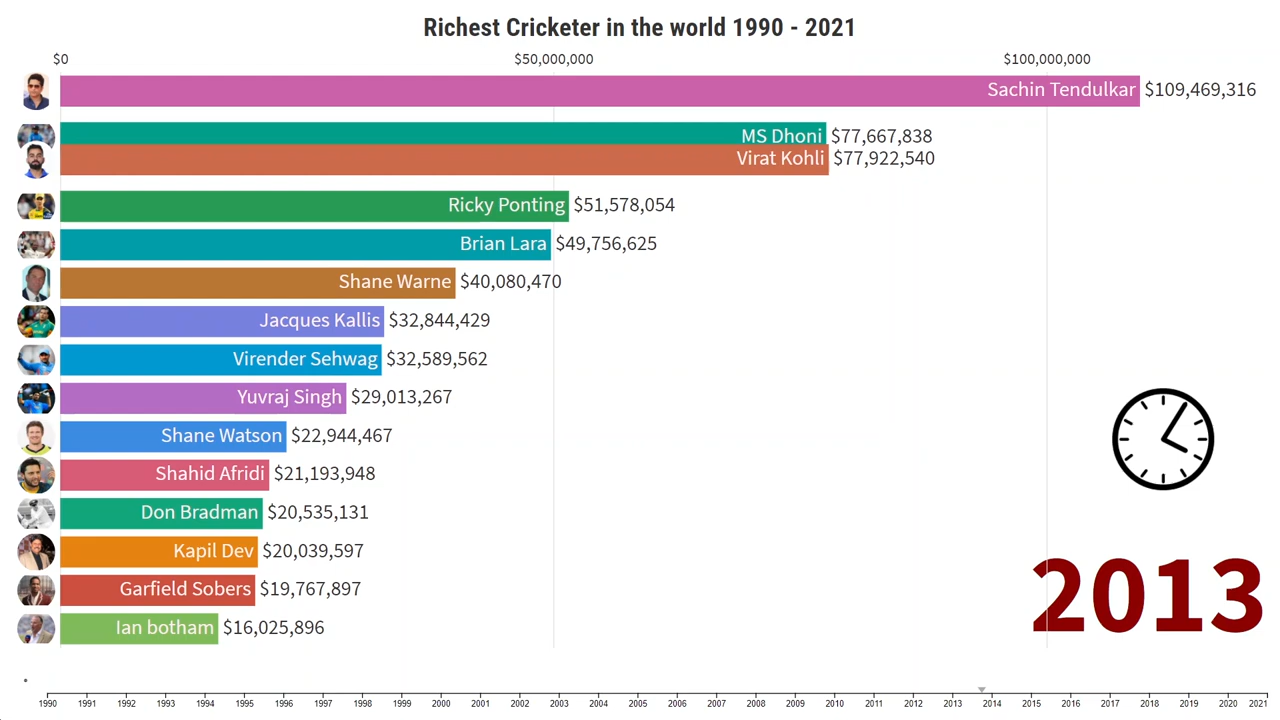 Richest Cricketer in the world 1990 - 2021
$0 $50,000,000 $100,000,000
Sachin Tendulkar $109,469,316
MS Dhoni $77,667,838
Virat Kohli $77,922,540
Ricky Ponting $51,578,054
Brian Lara $49,756,625
Shane Warne $40,080,470
Jacques Kallis $32,844,429
Virender Sehwag $32,589,562
Yuvraj Singh $29,013,267
Shane Watson $22,944,467
Shahid Afridi $21,193,948
Don Bradman $20,535,131
Kapil Dev $20,039,597
Garfield Sobers $19,767,897
Ian botham $16,025,896
2013
1990 1991 1992 1993 1994 1995 1996 1997 1998 1999 2000 2001 2002 2003 2004 2005 2006 2007 2008 2009 2010 2011 2012 2013 2014 2015 2016 2017 2018 2019 2020 2021